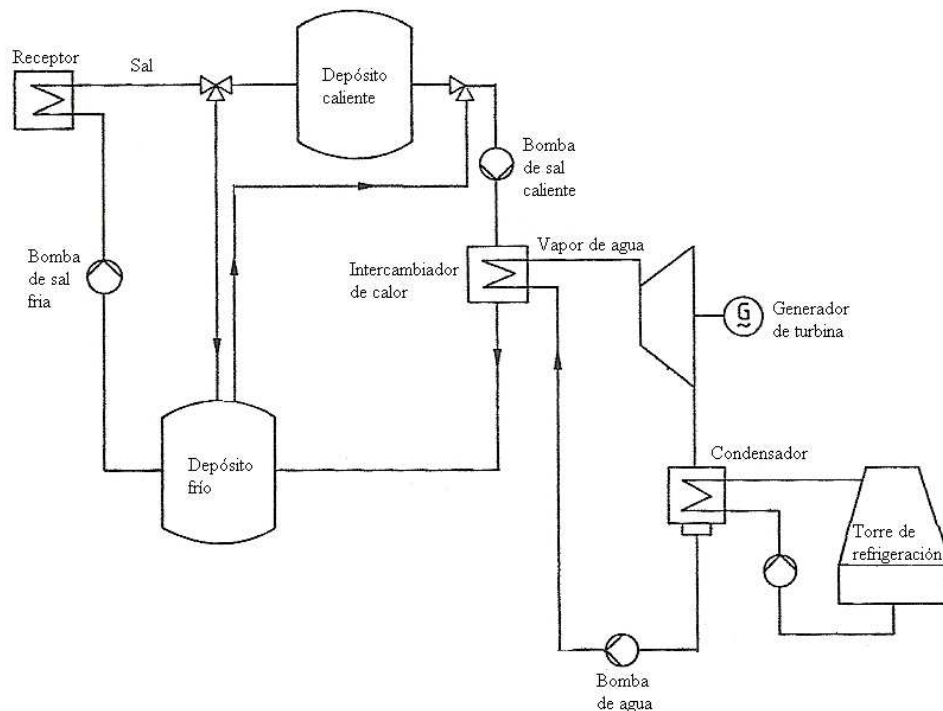 Receptor
Sal
Depósito
caliente
Bomba
de sal
caliente
Vapor de agua
Intercambiador
de calor
Bomba
de sal
fria
G
~
Generador
de turbina
Depósito
frío
Condensador
Torre de
refrigeración
Bomba
de agua